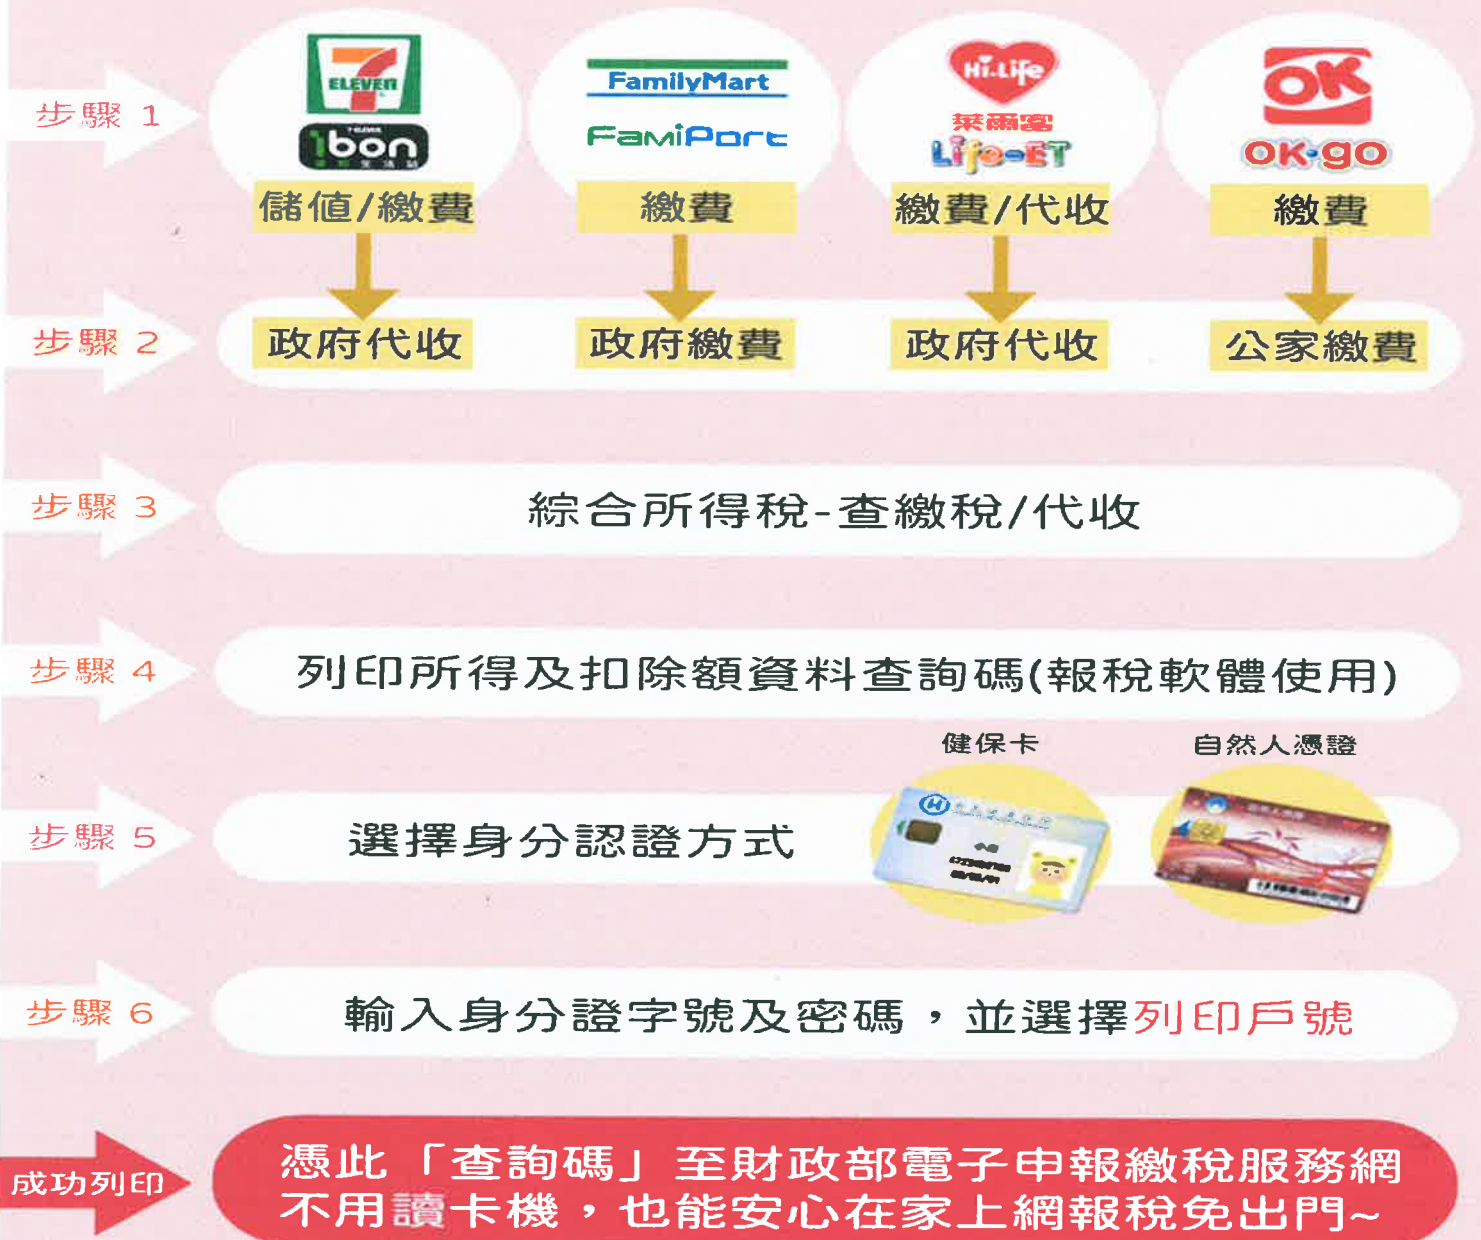 步驟 1
7
ELEVEN
ibon
FamilyMart
FamiPort
Hi-Life
萊爾富
Life-ET
OK
OK·go
儲值/繳費
繳費
繳費/代收
繳費
步驟 2
政府代收
政府繳費
政府代收
公家繳費
步驟 3
綜合所得稅-查繳稅/代收
步驟 4
列印所得及扣除額資料查詢碼(報稅軟體使用)
健保卡
自然人憑證
步驟 5
選擇身分認證方式
步驟 6
輸入身分證字號及密碼，並選擇列印戶號
成功列印
憑此「查詢碼」至財政部電子申報繳稅服務網
不用讀卡機，也能安心在家上網報稅免出門~